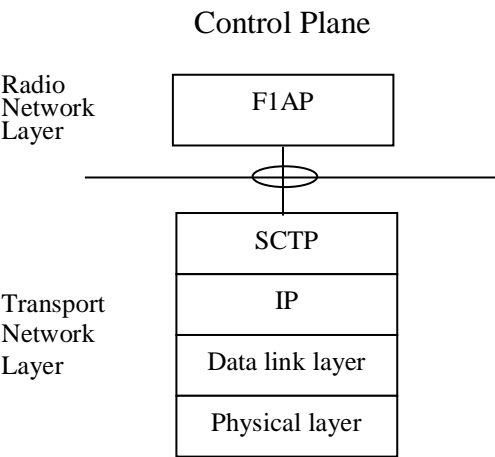 Control Plane
Radio
Network
Layer
F1AP
SCTP
Transport
Network
Layer
IP
Data link layer
Physical layer